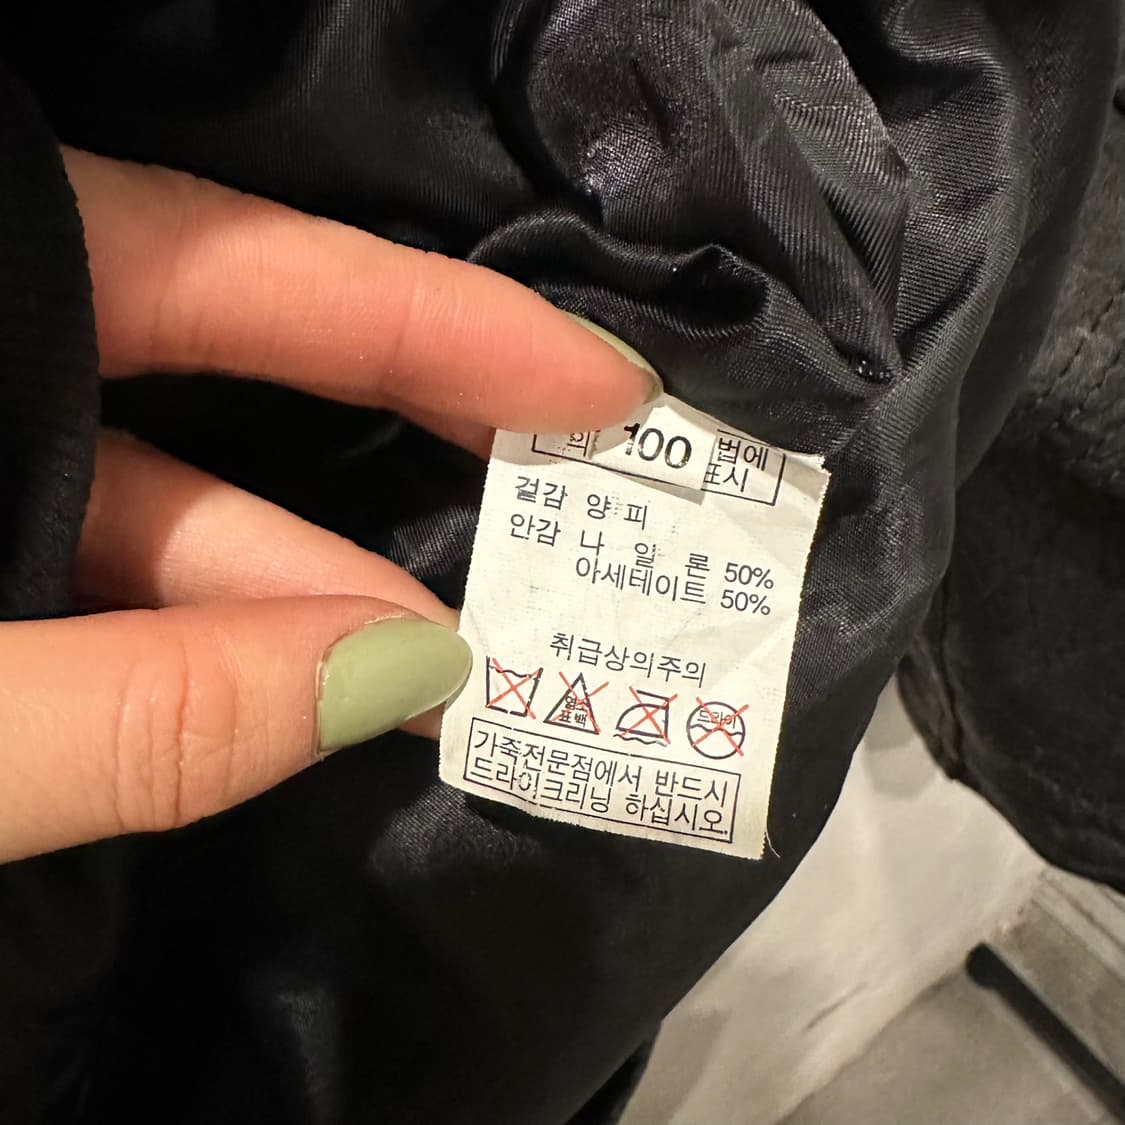 의 100 법에
표시
겉감 양피
안감 나일론 50%
아세테이트 50%
취급상의주의
염소
표백
드라이
가죽전문점에서 반드시
드라이크리닝 하십시오.